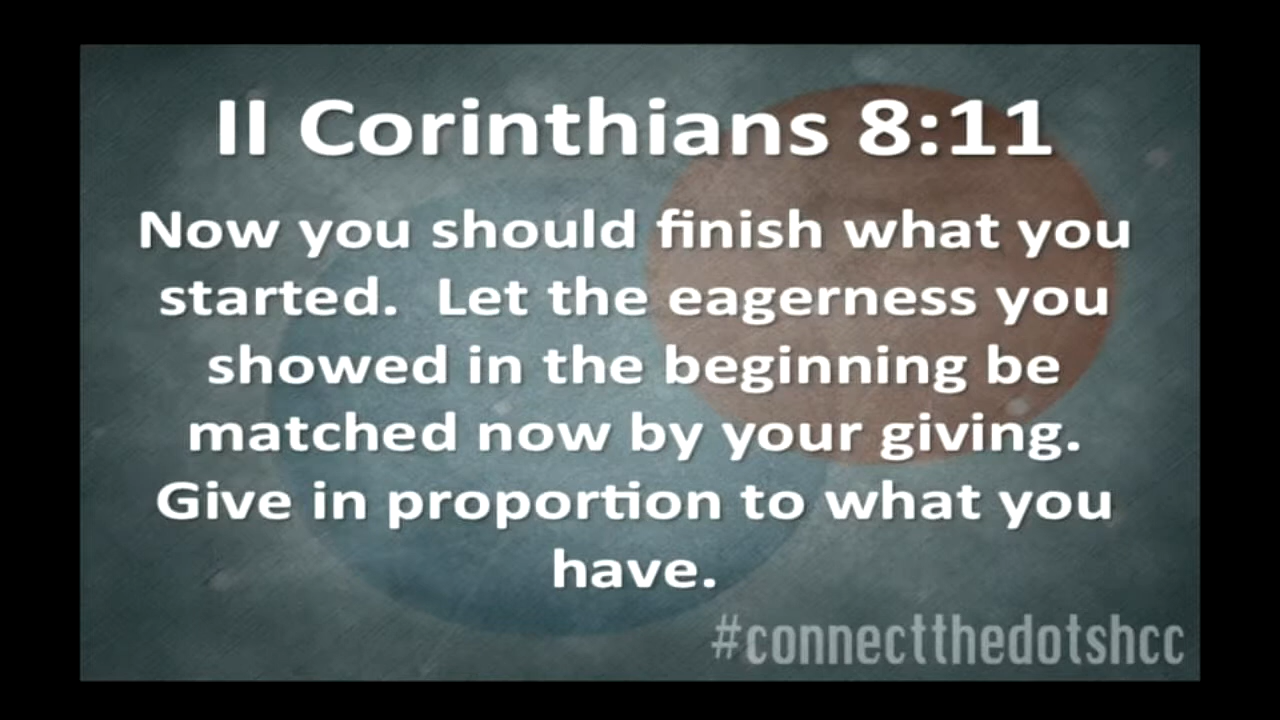 II Corinthians 8:11
Now you should finish what you
started.  Let the eagerness you
showed in the beginning be
matched now by your giving.
Give in proportion to what you
have.
#connectthedotshcc